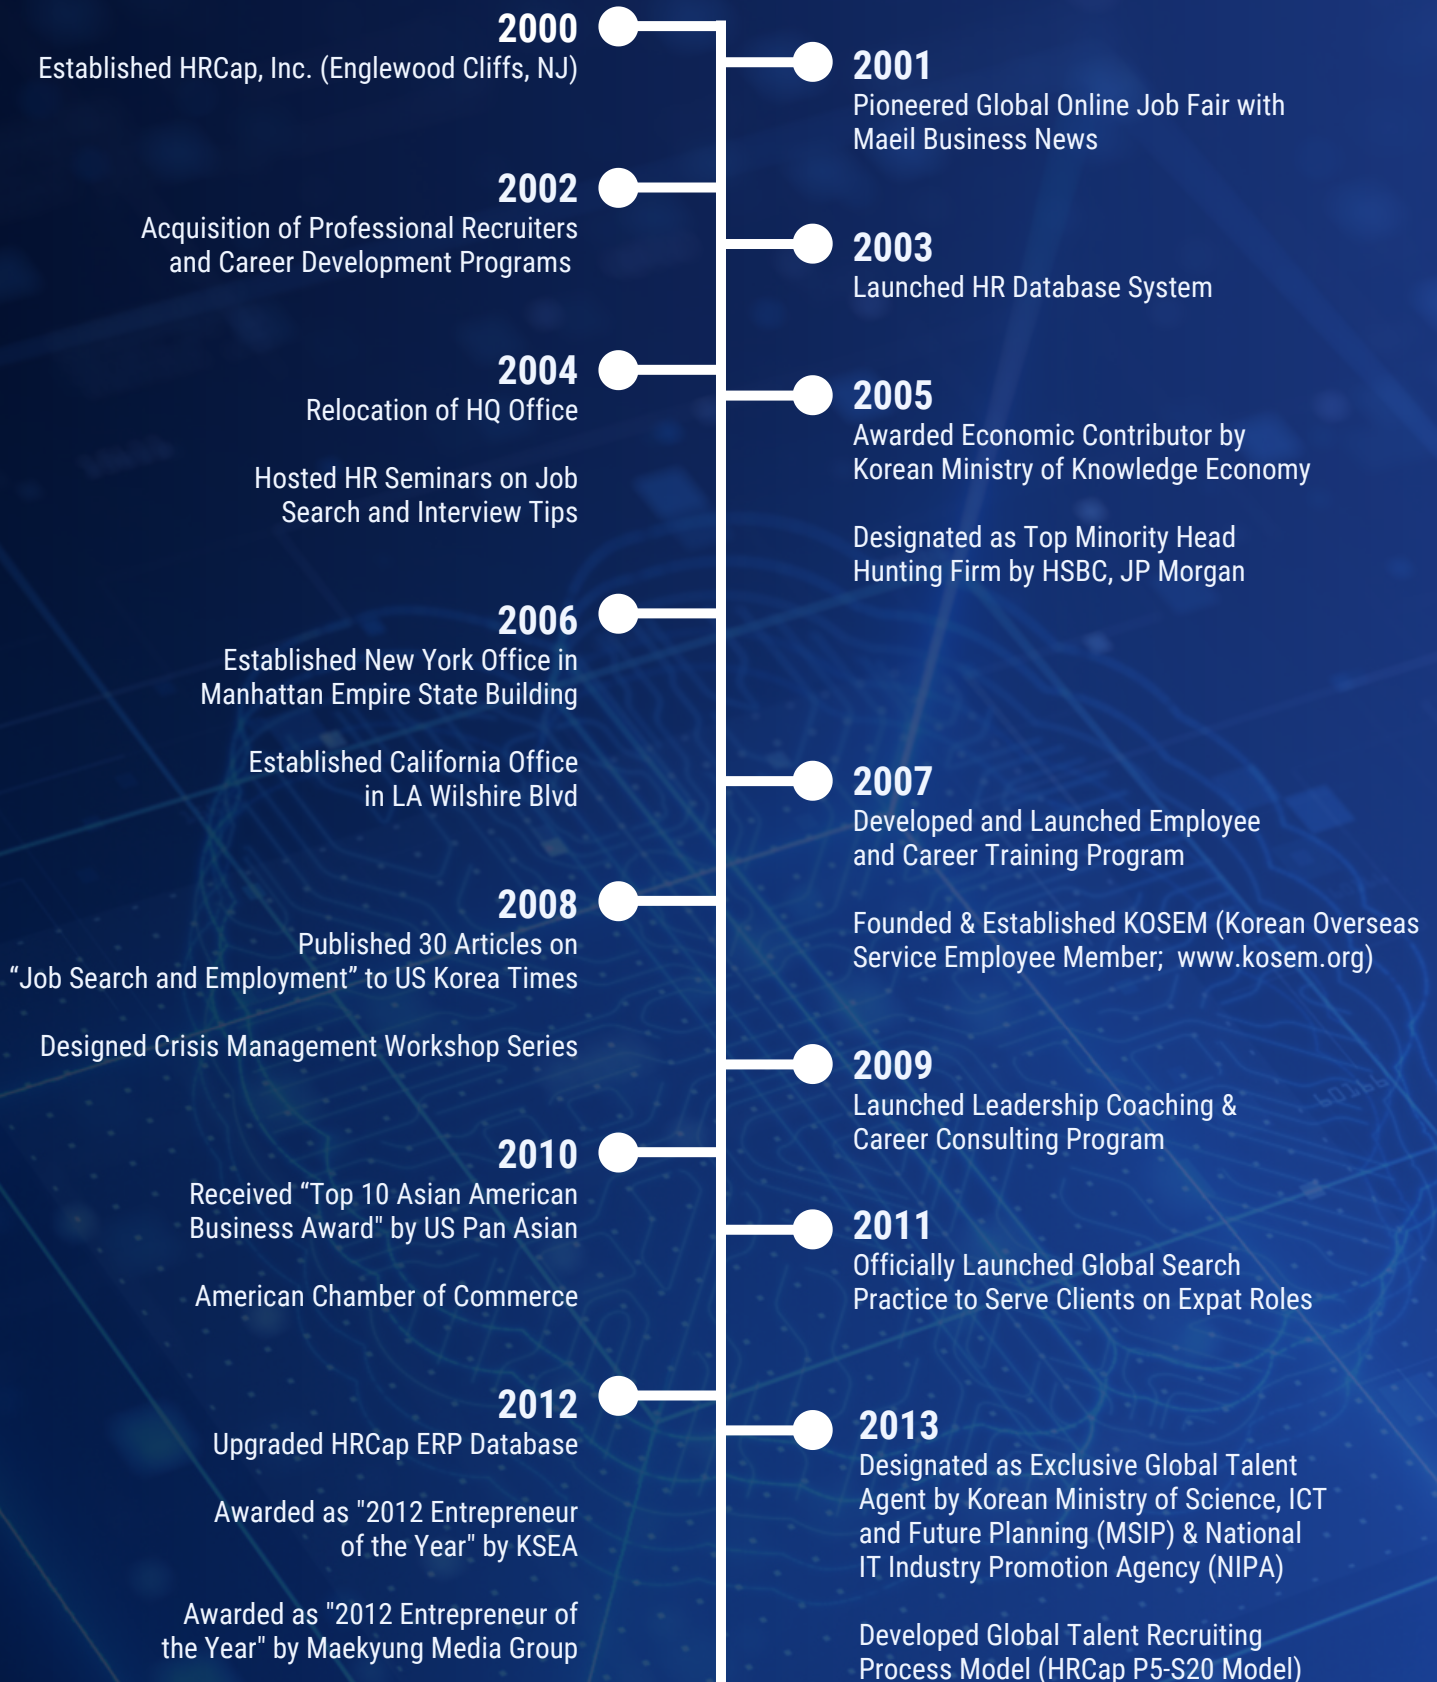 2000
Established HRCap, Inc. (Englewood Cliffs, NJ)
2001
Pioneered Global Online Job Fair with
Maeil Business News
2002
Acquisition of Professional Recruiters
and Career Development Programs
2003
Launched HR Database System
2004
Relocation of HQ Office
Hosted HR Seminars on Job
Search and Interview Tips
2005
Awarded Economic Contributor by
Korean Ministry of Knowledge Economy
Designated as Top Minority Head
Hunting Firm by HSBC, JP Morgan
2006
Established New York Office in
Manhattan Empire State Building
Established California Office
in LA Wilshire Blvd
2007
Developed and Launched Employee
and Career Training Program
Founded & Established KOSEM (Korean Overseas
Service Employee Member;  www.kosem.org)
2008
Published 30 Articles on
“Job Search and Employment” to US Korea Times
Designed Crisis Management Workshop Series
2009
Launched Leadership Coaching &
Career Consulting Program
2010
Received “Top 10 Asian American
Business Award" by US Pan Asian
American Chamber of Commerce
2011
Officially Launched Global Search
Practice to Serve Clients on Expat Roles
2012
Upgraded HRCap ERP Database
Awarded as "2012 Entrepreneur
of the Year" by KSEA
Awarded as "2012 Entrepreneur of
the Year" by Maekyung Media Group
2013
Designated as Exclusive Global Talent
Agent by Korean Ministry of Science, ICT
and Future Planning (MSIP) & National
IT Industry Promotion Agency (NIPA)
Developed Global Talent Recruiting
Process Model (HRCap P5-S20 Model)